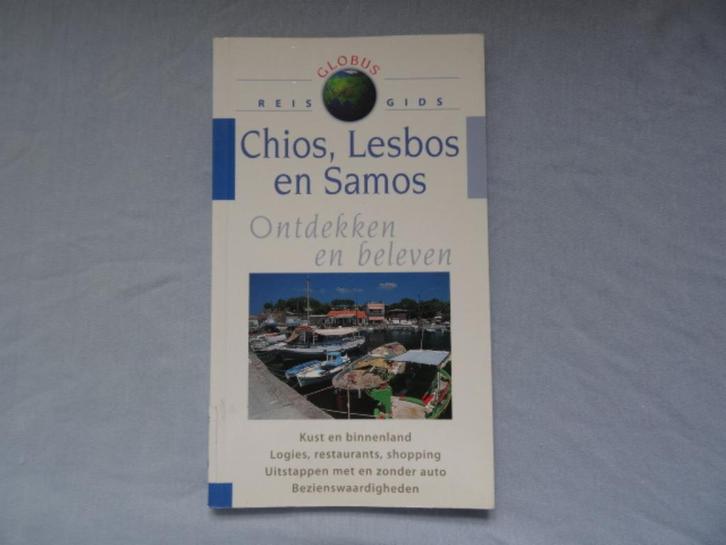 GLOBUS
REIS GIDS
Chios, Lesbos
en Samos
Ontdekken
en beleven
Kust en binnenland
Logies, restaurants, shopping
Uitstappen met en zonder auto
Bezienswaardigheden